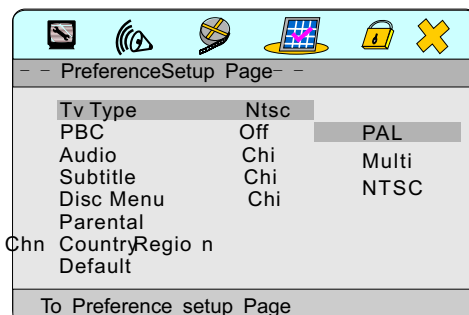 - - PreferenceSetup Page- -
Tv Type Ntsc
PBC Off PAL
Audio Chi Multi
Subtitle Chi NTSC
Disc Menu Chi
Parental
Chn CountryRegio n
Default
To Preference setup Page